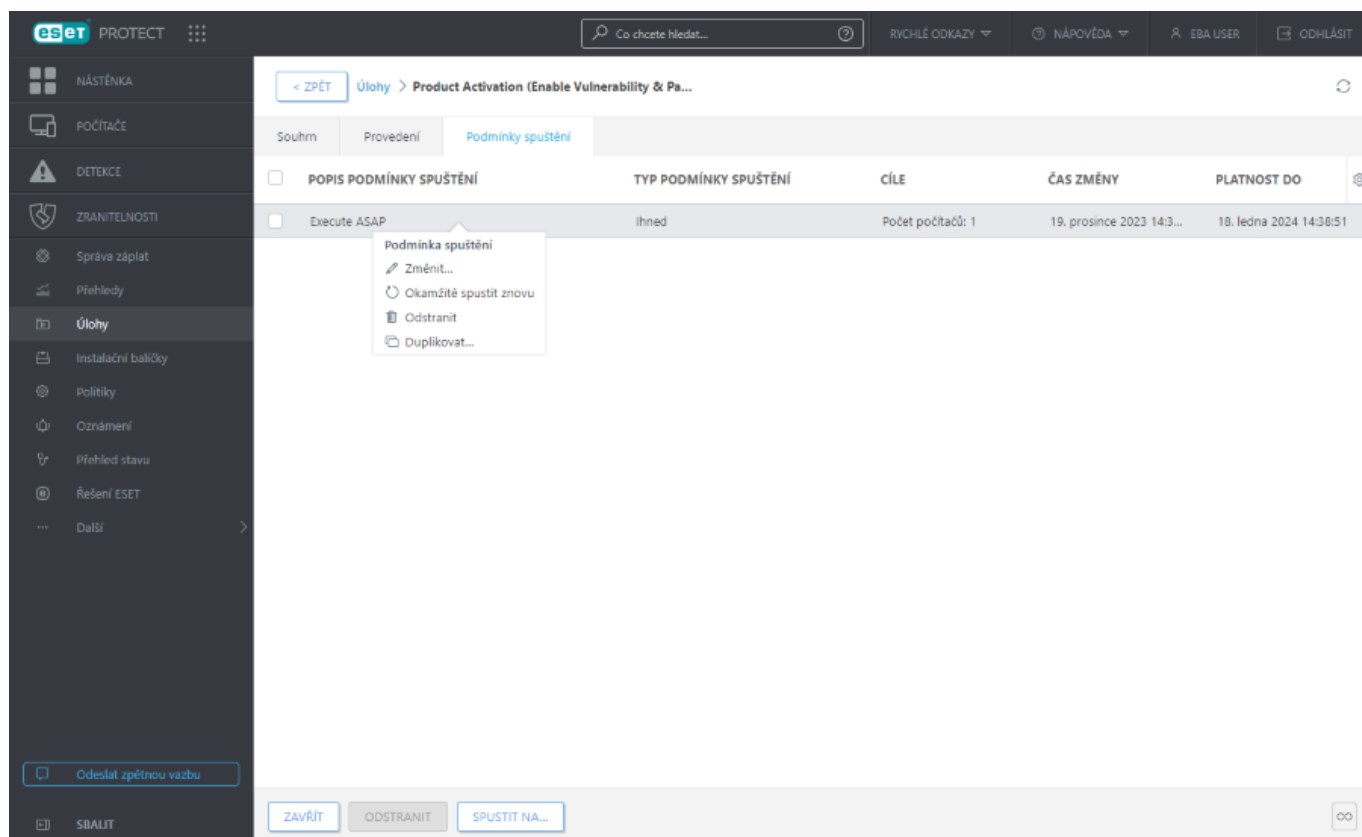 eset PROTECT
Co chcete hledat...
RYCHLÉ ODKAZY
NÁPOVĚDA
EBA USER
ODHLÁSIT
NÁSTĚNKA
POČÍTAČE
DETEKCE
ZRANITELNOSTI
Správa záplat
Přehledy
Úlohy
Instalační balíčky
Politiky
Oznámení
Přehled stavu
Řešení ESET
Další
Odeslat zpětnou vazbu
SBALIT
< ZPĚT
Úlohy > Product Activation (Enable Vulnerability & Pa...
Souhrn
Provedení
Podmínky spuštění
POPIS PODMÍNKY SPUŠTĚNÍ
TYP PODMÍNKY SPUŠTĚNÍ
CÍLE
ČAS ZMĚNY
PLATNOST DO
Execute ASAP
Ihned
Počet počítačů: 1
19. prosince 2023 14:3...
18. ledna 2024 14:38:51
Podmínka spuštění
Změnit...
Okamžitě spustit znovu
Odstranit
Duplikovat...
ZAVŘÍT
ODSTRANIT
SPUSTIT NA...